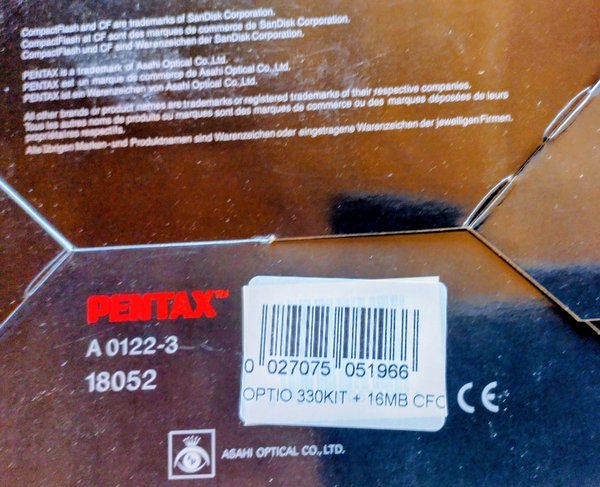 CompactFlash and CF are trademarks of SanDisk Corporation.
CompactFlash et CF sont des marques de commerce de SanDisk Corporation.
CompactFlash und CF sind Warenzeichen der SanDisk Corporation.
PENTAX is a trademark of Asahi Optical Co.,Ltd.
PENTAX est un marque de commerce de Asahi Optical Co.,Ltd.
PENTAX ist ein Warenzeichen von Asahi Optical Co.,Ltd.
All other brands or product names are trademarks or registered trademarks of their respective companies.
Tous les autres noms de produits ou marques sont des marques de commerce ou des marques déposées de leurs
propriétaires respectifs.
Alle übrigen Marken- und Produktnamen sind Warenzeichen oder eingetragene Warenzeichen der jeweiligen Firmen.
PENTAX™
A 0122-3
18052
0 027075 051966
OPTIO 330KIT + 16MB CFC
CE
ASAHI OPTICAL CO., LTD.